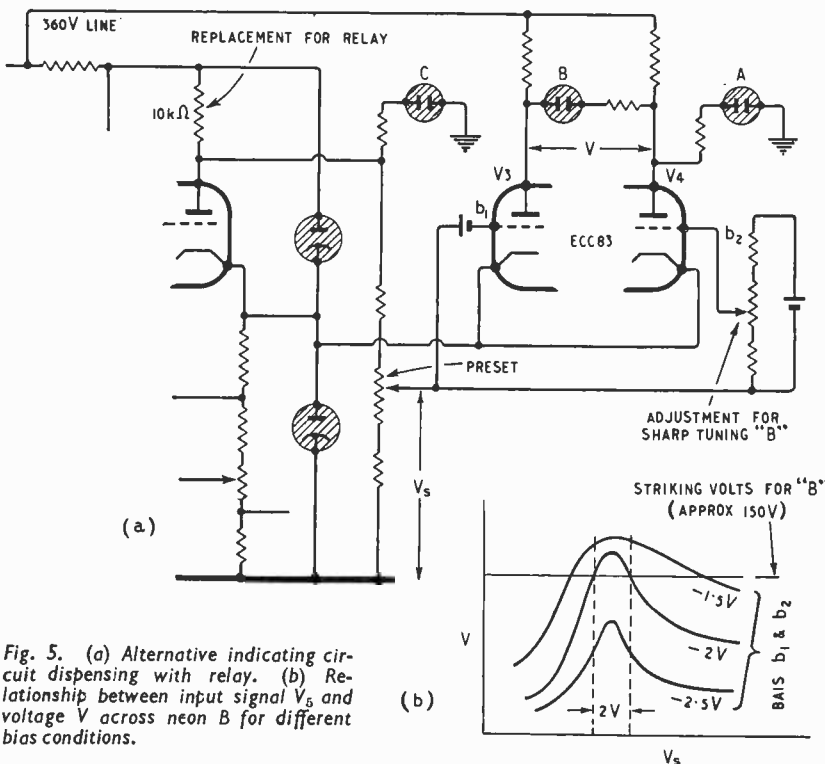 360V LINE
REPLACEMENT FOR RELAY
10kΩ
C
B
A
V
V3
V4
b₁
b₂
ECC83
PRESET
ADJUSTMENT FOR
SHARP TUNING "B"
Vs
(a)
STRIKING VOLTS FOR "B"
(APPROX 150V)
-1·5V
-2V
-2·5V
BAIS b₁ & b₂
V
2V
(b)
Vs
Fig. 5. (a) Alternative indicating cir-
cuit dispensing with relay. (b) Re-
lationship between input signal V₅ and
voltage V across neon B for different
bias conditions.